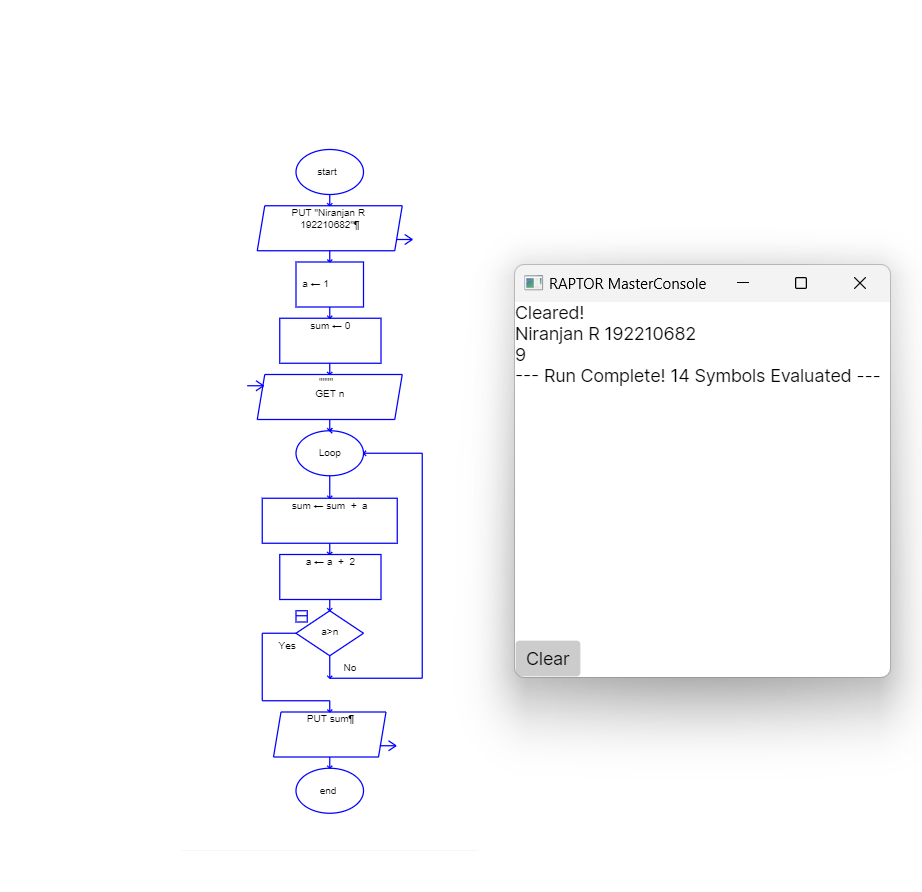 start
PUT "Niranjan R
192210682"¶
a ← 1
sum ← 0
""""
GET n
Loop
sum ← sum + a
a ← a + 2
a>n
Yes
No
PUT sum¶
end
RAPTOR MasterConsole
Cleared!
Niranjan R 192210682
9
--- Run Complete! 14 Symbols Evaluated ---
Clear